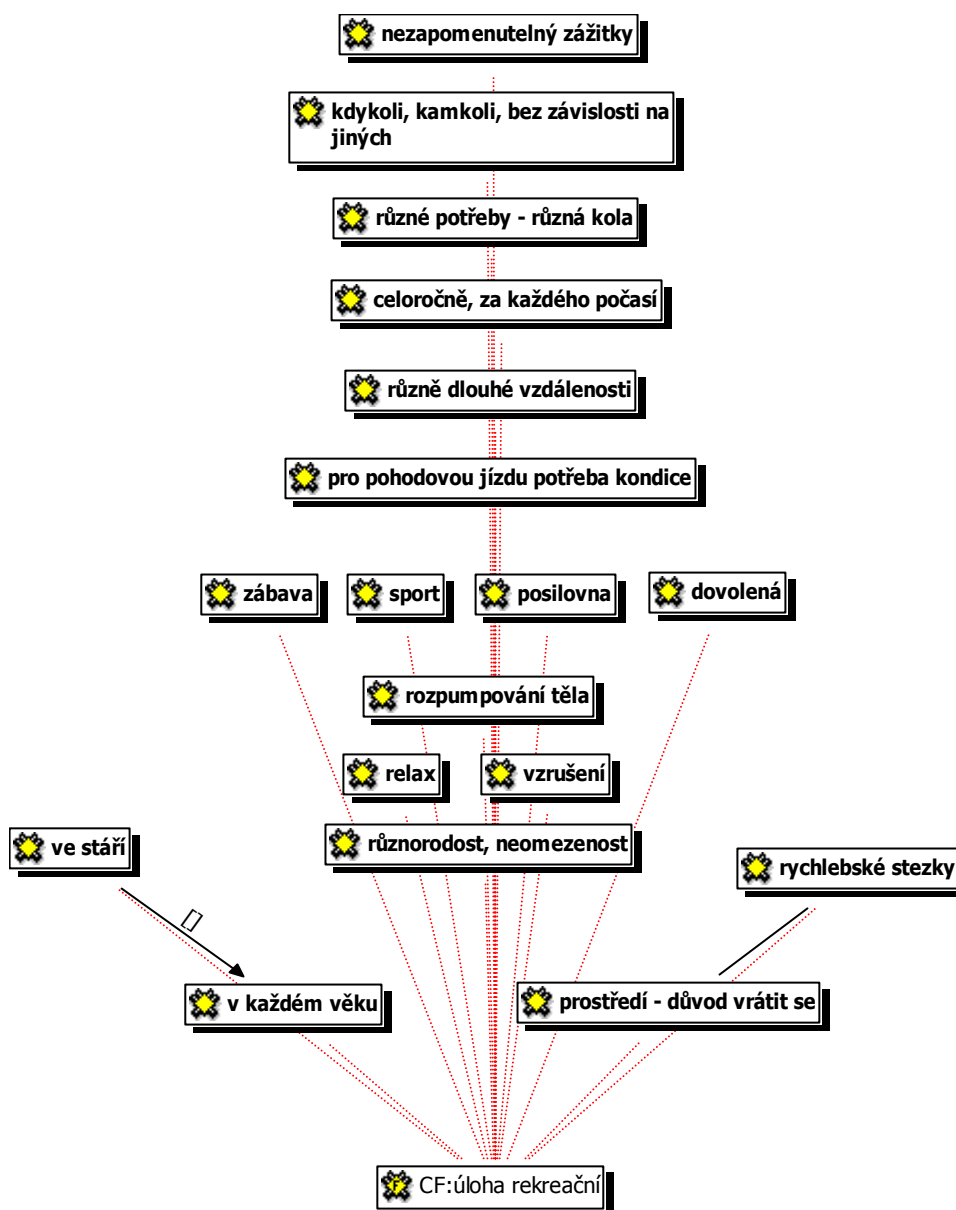 nezapomenutelný zážitky
kdykoli, kamkoli, bez závislosti na
jiných
různé potřeby - různá kola
celoročně, za každého počasí
různě dlouhé vzdálenosti
pro pohodovou jízdu potřeba kondice
zábava
sport
posilovna
dovolená
rozpumpování těla
relax
vzrušení
ve stáří
různorodost, neomezenost
rychlebské stezky
v každém věku
prostředí - důvod vrátit se
CF:úloha rekreační